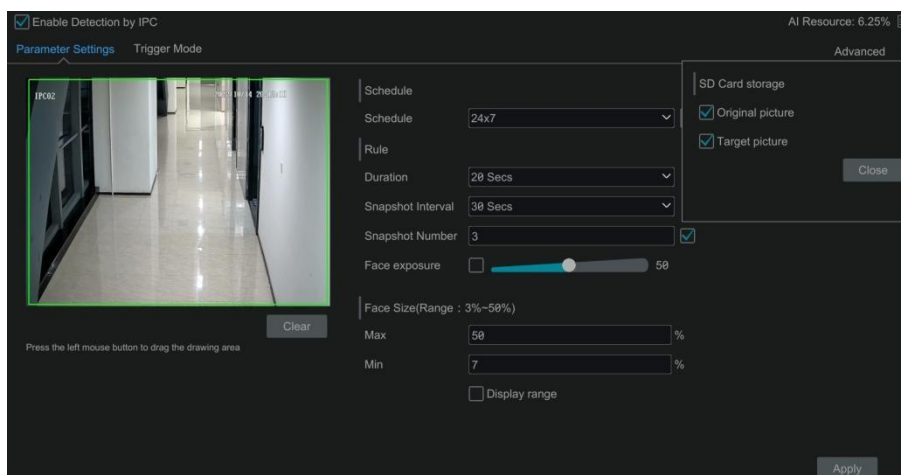 Enable Detection by IPC
AI Resource: 6.25%
Parameter Settings
Trigger Mode
Advanced
IPC02
Schedule
Schedule
24x7
Rule
Duration
20 Secs
Snapshot Interval
30 Secs
Snapshot Number
3
Face exposure
50
Face Size(Range : 3%~50%)
Max
50
%
Min
7
%
Display range
Clear
Press the left mouse button to drag the drawing area
SD Card storage
Original picture
Target picture
Close
Apply